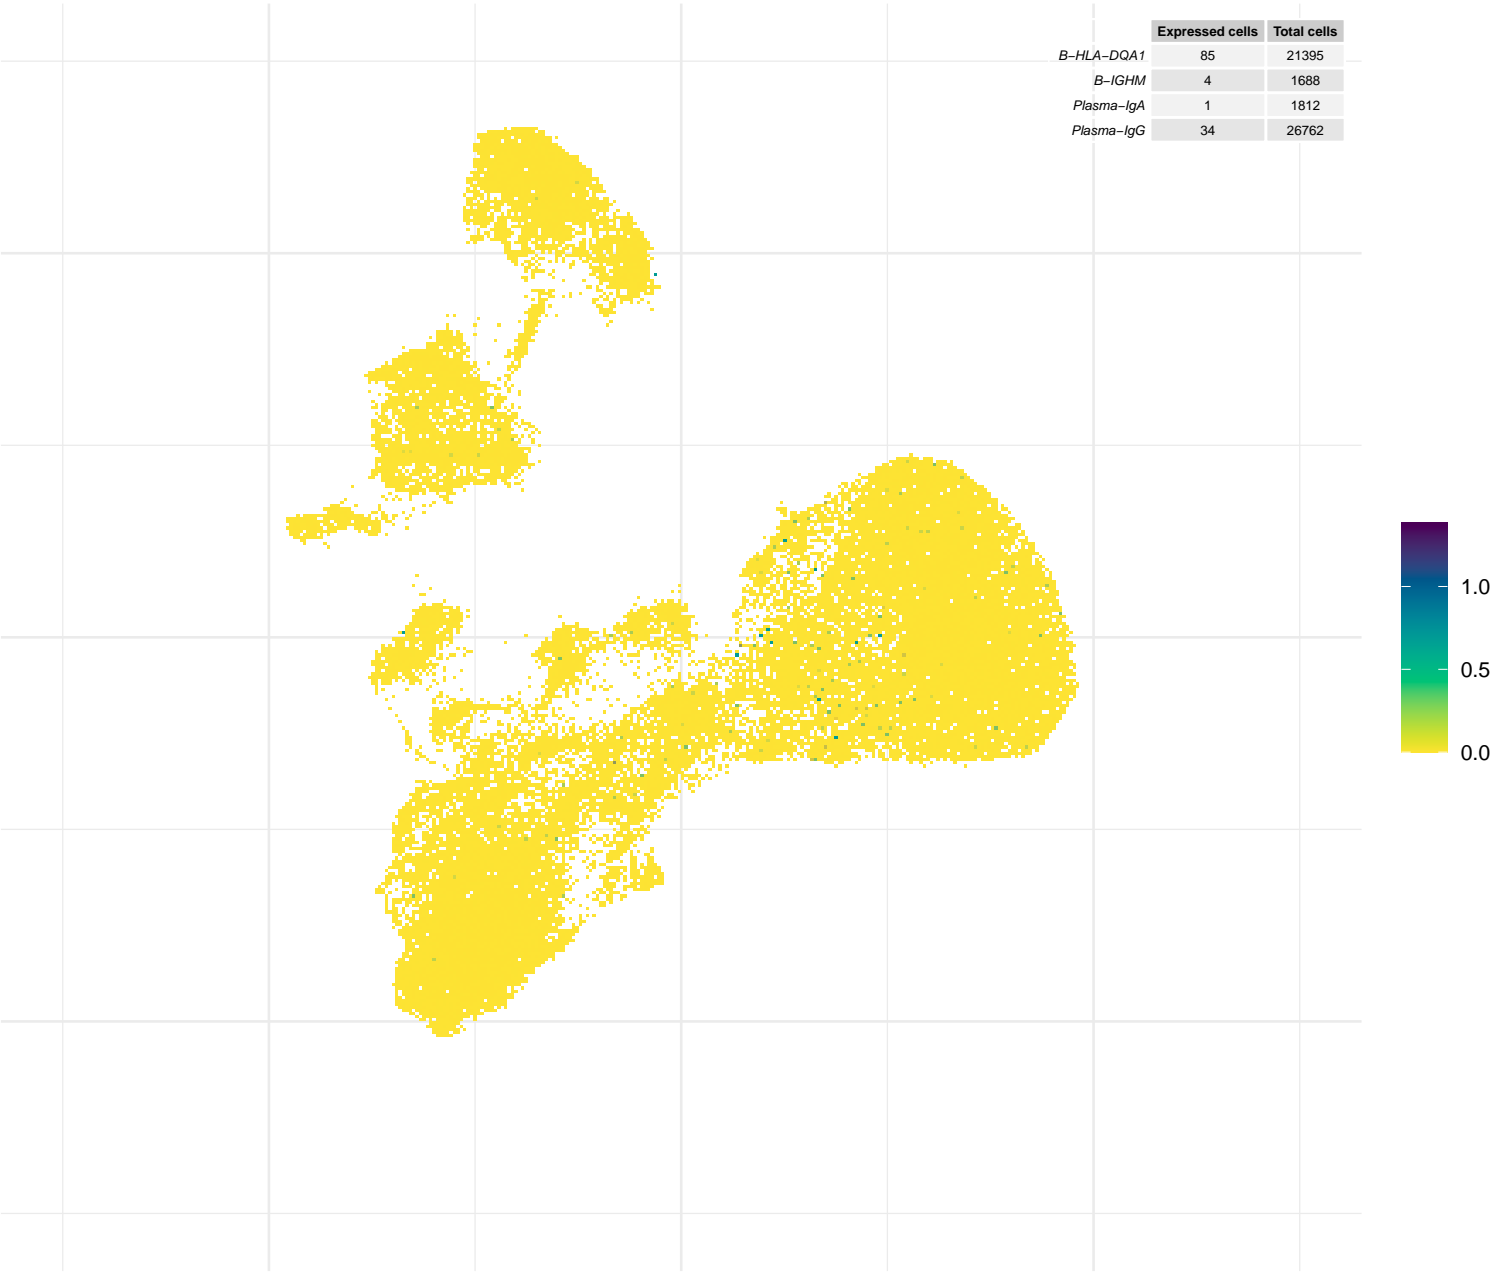 Expressed cells Total cells
B−HLA−DQA1 85 21395
B−IGHM 4 1688
Plasma−IgA 1 1812
Plasma−IgG 34 26762
1.0
0.5
0.0